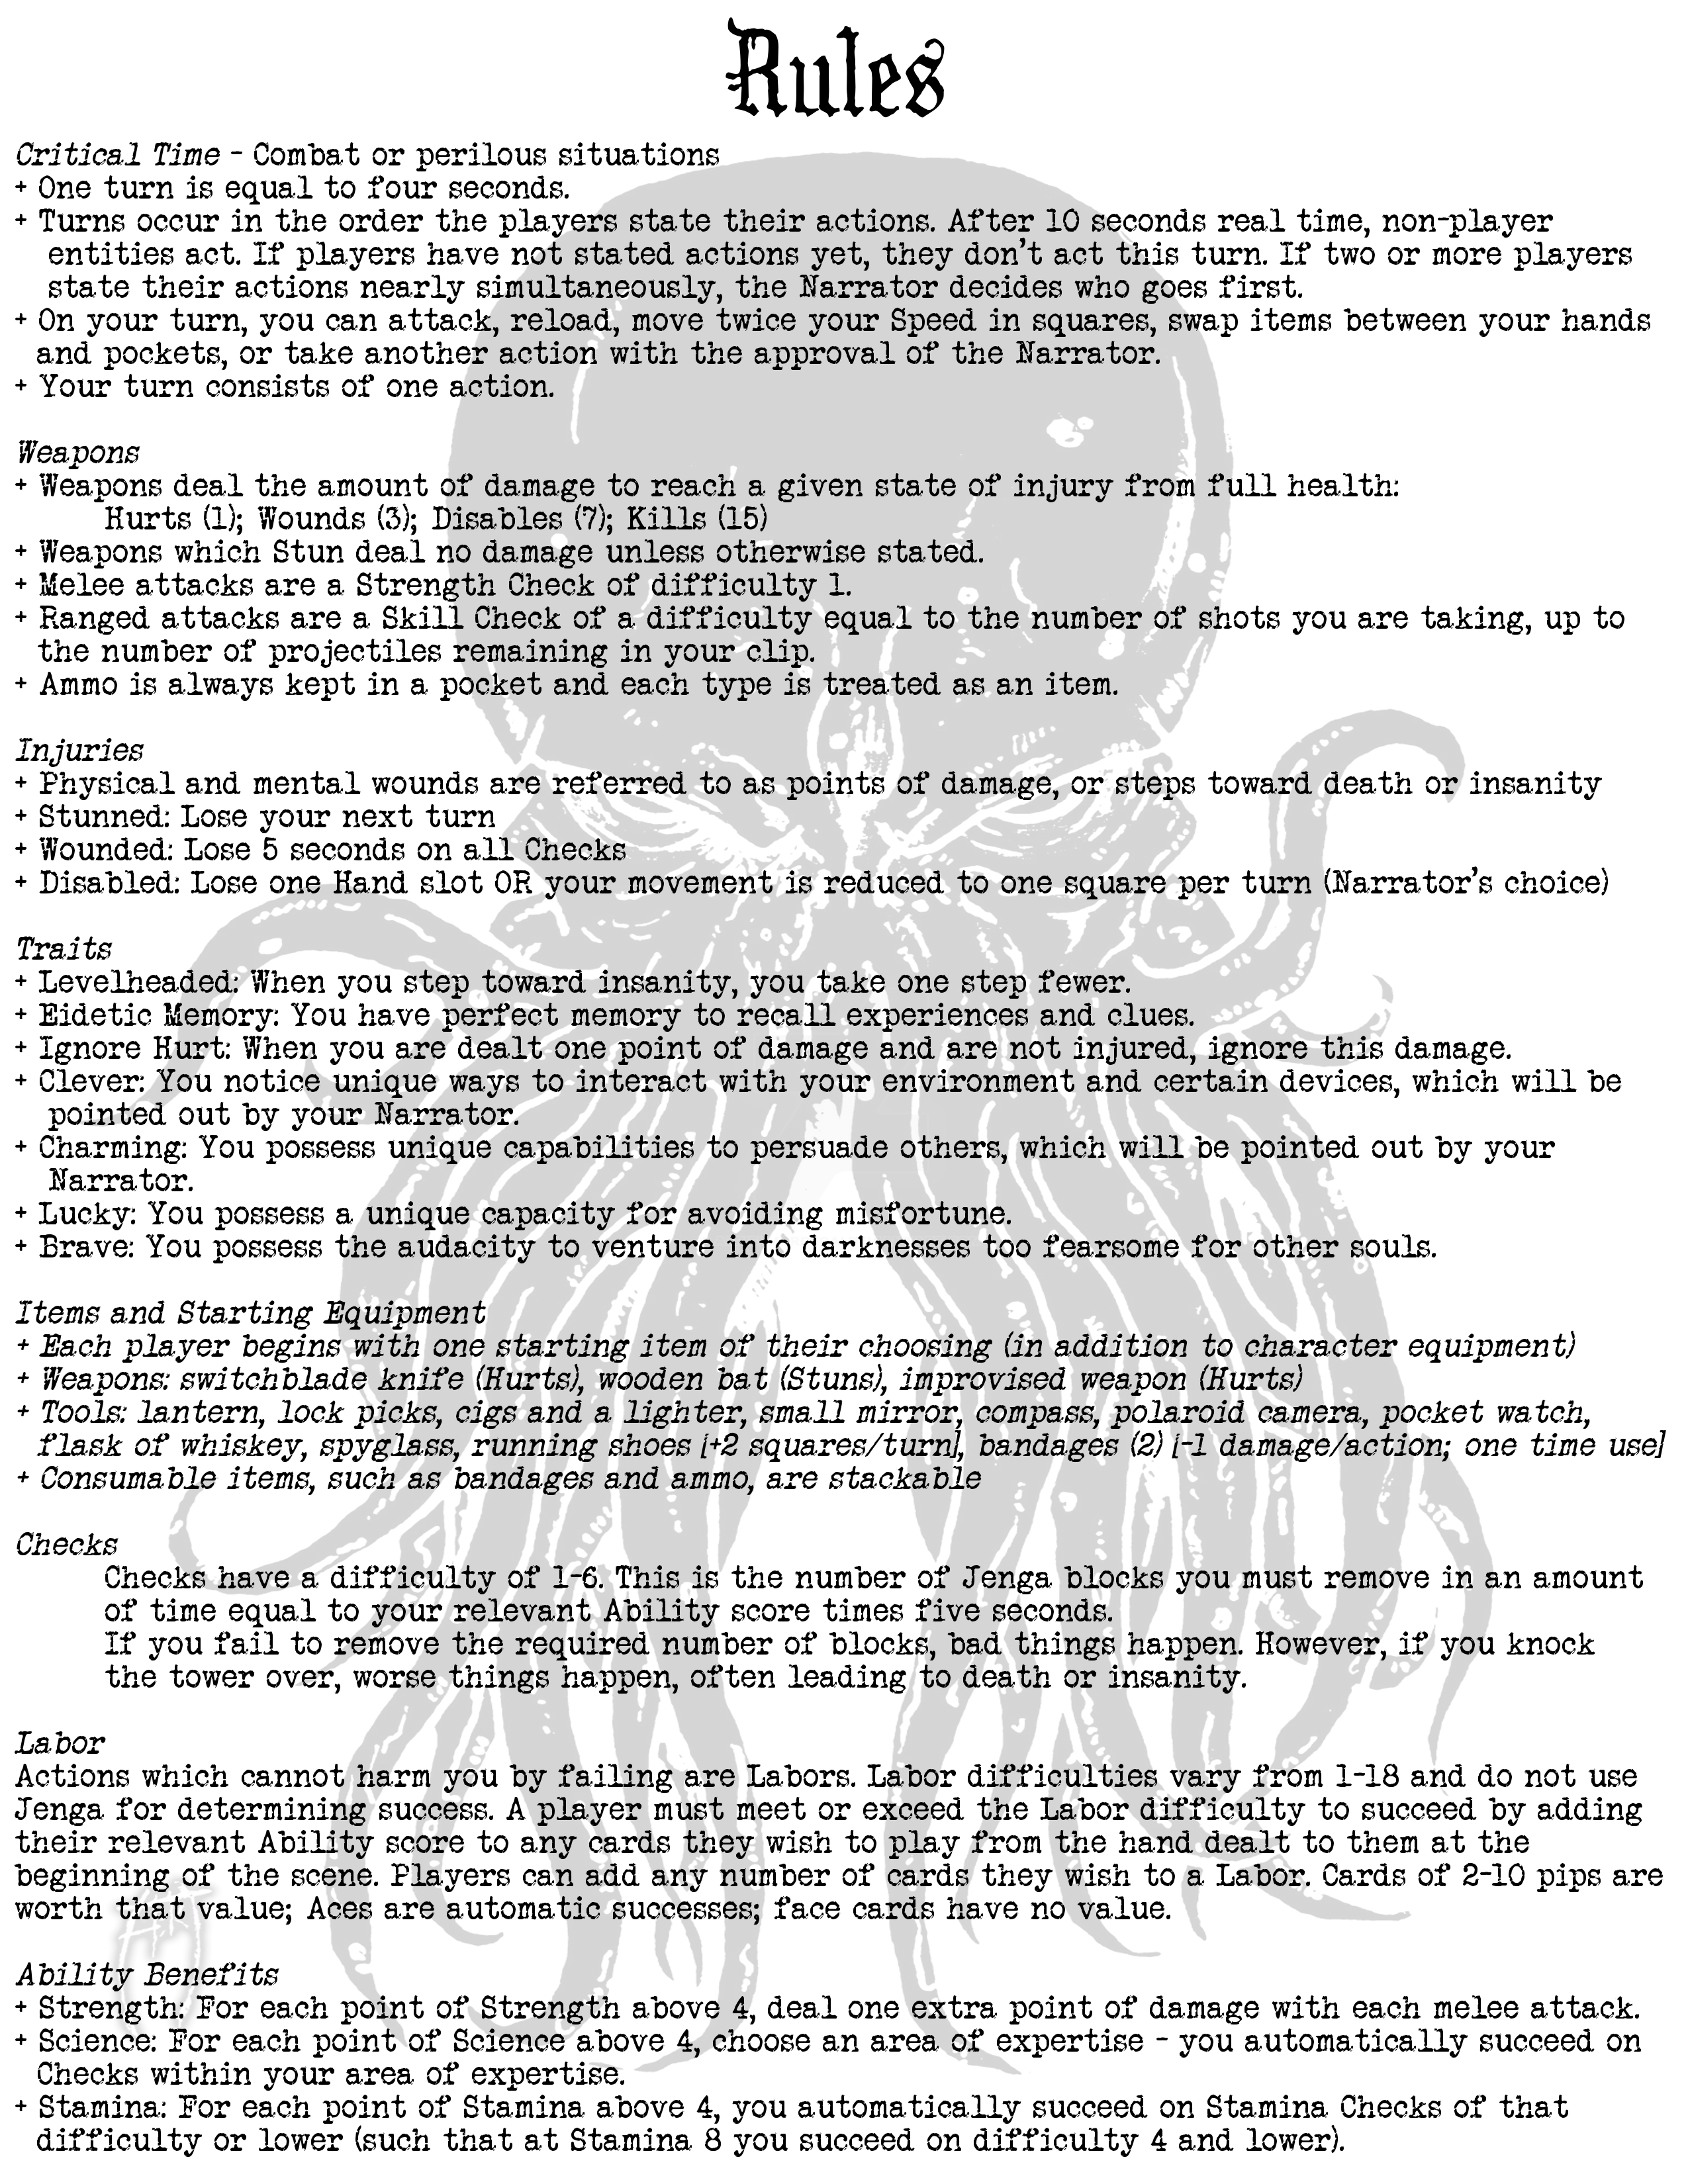 Rules
Critical Time - Combat or perilous situations
+ One turn is equal to four seconds.
+ Turns occur in the order the players state their actions. After 10 seconds real time, non-player
entities act. If players have not stated actions yet, they don't act this turn. If two or more players
state their actions nearly simultaneously, the Narrator decides who goes first.
+ On your turn, you can attack, reload, move twice your Speed in squares, swap items between your hands
and pockets, or take another action with the approval of the Narrator.
+ Your turn consists of one action.
Weapons
+ Weapons deal the amount of damage to reach a given state of injury from full health:
Hurts (1); Wounds (3); Disables (7); Kills (15)
+ Weapons which Stun deal no damage unless otherwise stated.
+ Melee attacks are a Strength Check of difficulty 1.
+ Ranged attacks are a Skill Check of a difficulty equal to the number of shots you are taking, up to
the number of projectiles remaining in your clip.
+ Ammo is always kept in a pocket and each type is treated as an item.
Injuries
+ Physical and mental wounds are referred to as points of damage, or steps toward death or insanity
+ Stunned: Lose your next turn
+ Wounded: Lose 5 seconds on all Checks
+ Disabled: Lose one Hand slot OR your movement is reduced to one square per turn (Narrator's choice)
Traits
+ Levelheaded: When you step toward insanity, you take one step fewer.
+ Eidetic Memory: You have perfect memory to recall experiences and clues.
+ Ignore Hurt: When you are dealt one point of damage and are not injured, ignore this damage.
+ Clever: You notice unique ways to interact with your environment and certain devices, which will be
pointed out by your Narrator.
+ Charming: You possess unique capabilities to persuade others, which will be pointed out by your
Narrator.
+ Lucky: You possess a unique capacity for avoiding misfortune.
+ Brave: You possess the audacity to venture into darknesses too fearsome for other souls.
Items and Starting Equipment
+ Each player begins with one starting item of their choosing (in addition to character equipment)
+ Weapons: switchblade knife (Hurts), wooden bat (Stuns), improvised weapon (Hurts)
+ Tools: lantern, lock picks, cigs and a lighter, small mirror, compass, polaroid camera, pocket watch,
flask of whiskey, spyglass, running shoes [+2 squares/turn], bandages (2) [-1 damage/action; one time use]
+ Consumable items, such as bandages and ammo, are stackable
Checks
Checks have a difficulty of 1-6. This is the number of Jenga blocks you must remove in an amount
of time equal to your relevant Ability score times five seconds.
If you fail to remove the required number of blocks, bad things happen. However, if you knock
the tower over, worse things happen, often leading to death or insanity.
Labor
Actions which cannot harm you by failing are Labors. Labor difficulties vary from 1-18 and do not use
Jenga for determining success. A player must meet or exceed the Labor difficulty to succeed by adding
their relevant Ability score to any cards they wish to play from the hand dealt to them at the
beginning of the scene. Players can add any number of cards they wish to a Labor. Cards of 2-10 pips are
worth that value; Aces are automatic successes; face cards have no value.
Ability Benefits
+ Strength: For each point of Strength above 4, deal one extra point of damage with each melee attack.
+ Science: For each point of Science above 4, choose an area of expertise - you automatically succeed on
Checks within your area of expertise.
+ Stamina: For each point of Stamina above 4, you automatically succeed on Stamina Checks of that
difficulty or lower (such that at Stamina 8 you succeed on difficulty 4 and lower).